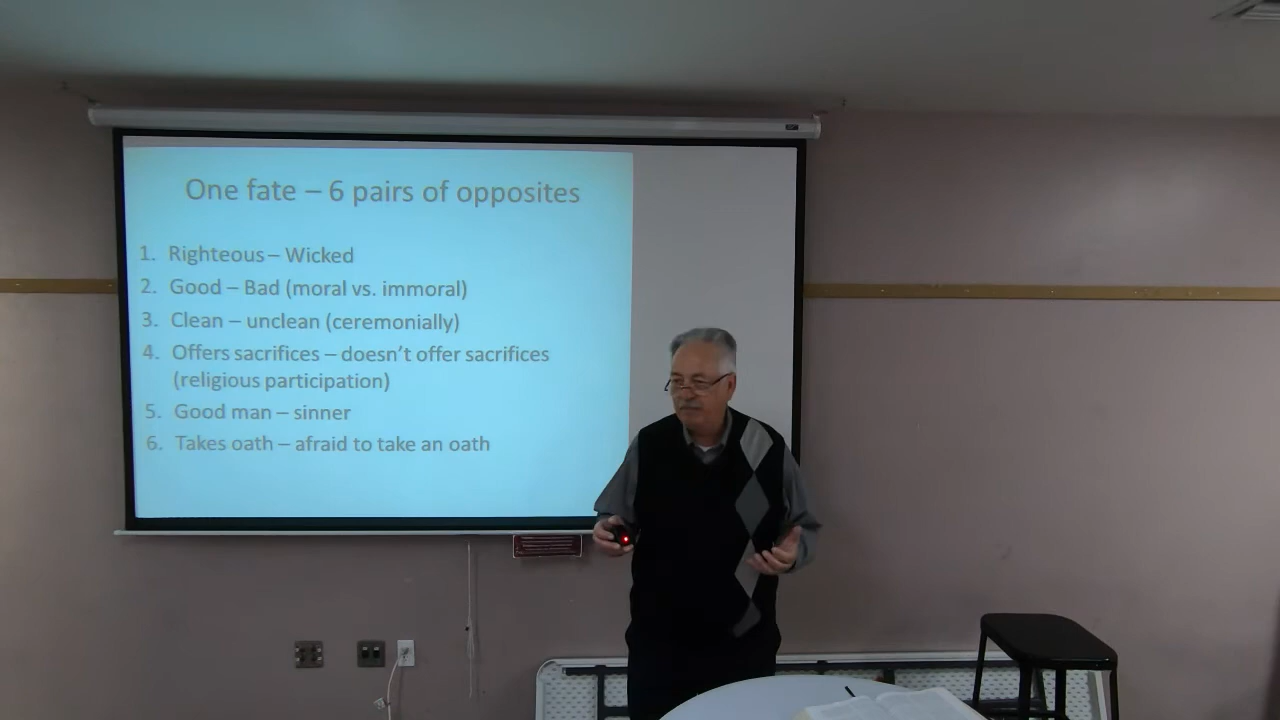 One fate – 6 pairs of opposites
1. Righteous – Wicked
2. Good – Bad (moral vs. immoral)
3. Clean – unclean (ceremonially)
4. Offers sacrifices – doesn't offer sacrifices
(religious participation)
5. Good man – sinner
6. Takes oath – afraid to take an oath